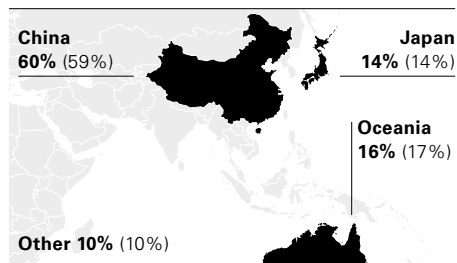 China
60% (59%)
Japan
14% (14%)
Oceania
16% (17%)
Other 10% (10%)